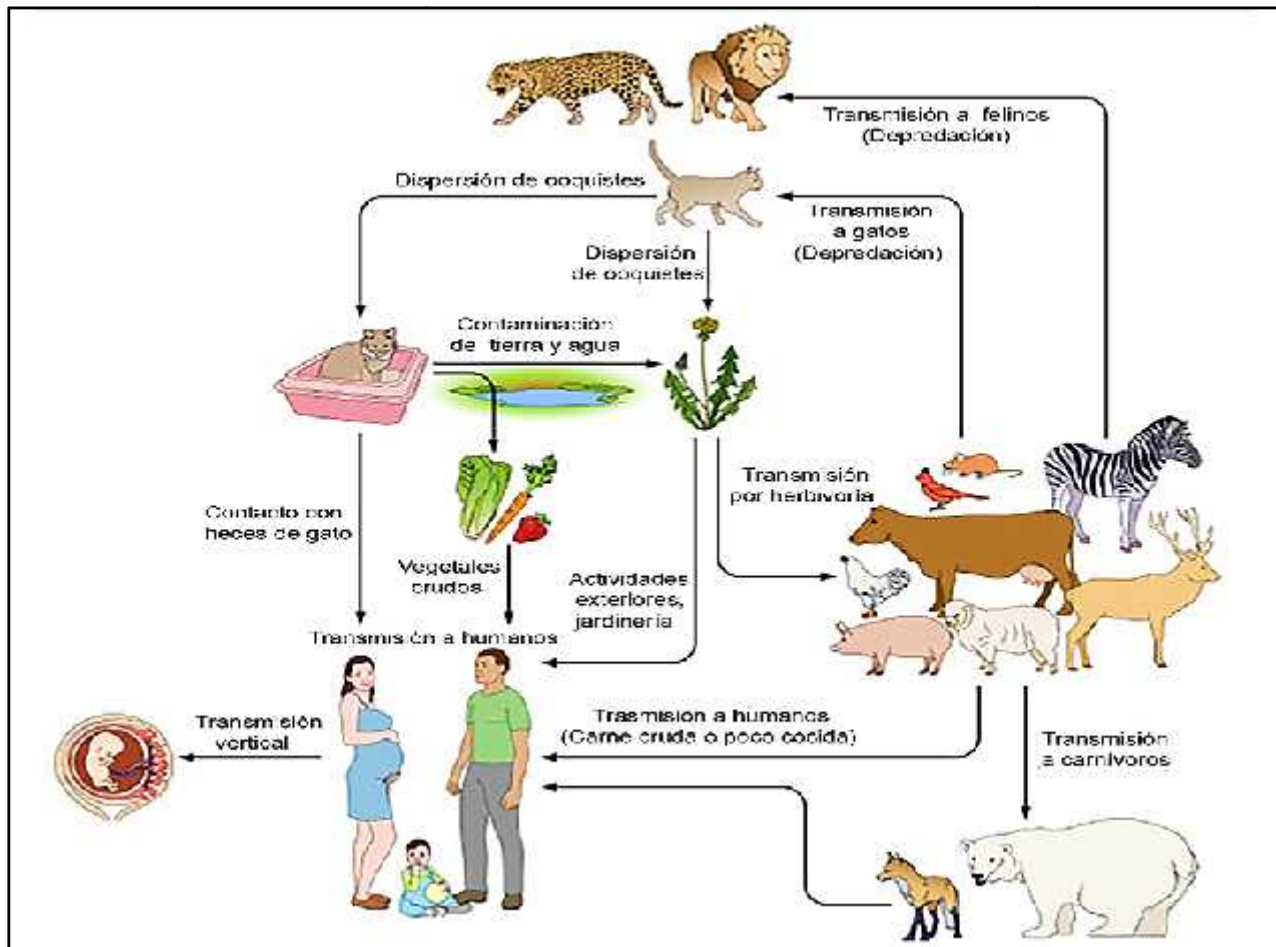 Transmisión a felinos
(Depredación)
Dispersión de ooquistes
Transmisión
a gatos
(Depredación)
Dispersión
de ooquistes
Contaminación
de tierra y agua
Transmisión
por herbivoría
Contacto con
heces de gato
Vegetales
crudos
Actividades
exteriores,
jardinería
Transmisión a humanos
Transmisión
vertical
Trasmisión a humanos
(Carne cruda o poco cocida)
Transmisión
a carnívoros